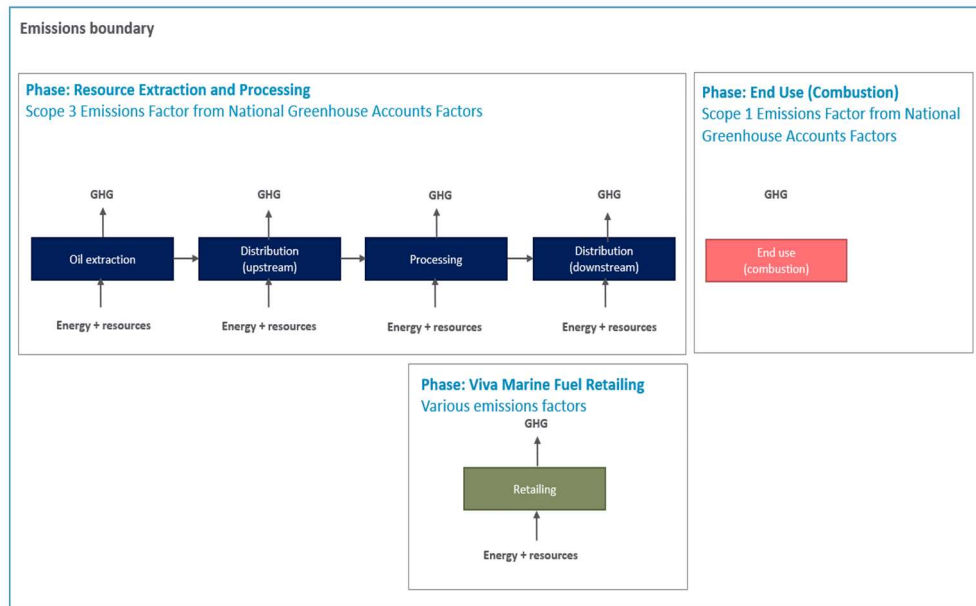 Emissions boundary
Phase: Resource Extraction and Processing
Scope 3 Emissions Factor from National Greenhouse Accounts Factors
GHG
GHG
GHG
GHG
Oil extraction
Distribution
(upstream)
Processing
Distribution
(downstream)
Energy + resources
Energy + resources
Energy + resources
Energy + resources
Phase: End Use (Combustion)
Scope 1 Emissions Factor from National
Greenhouse Accounts Factors
GHG
End use
(combustion)
Phase: Viva Marine Fuel Retailing
Various emissions factors
GHG
Retailing
Energy + resources